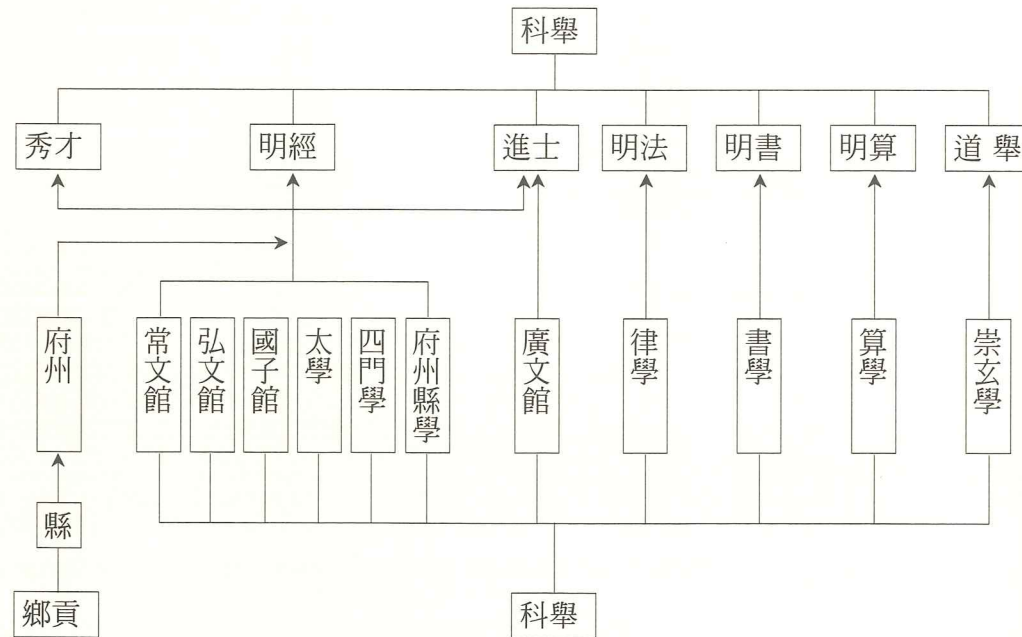 科舉
秀才
明經
進士
明法
明書
明算
道舉
府州
常文館
弘文館
國子館
太學
四門學
府州縣學
廣文館
律學
書學
算學
崇玄學
縣
鄉貢
科舉